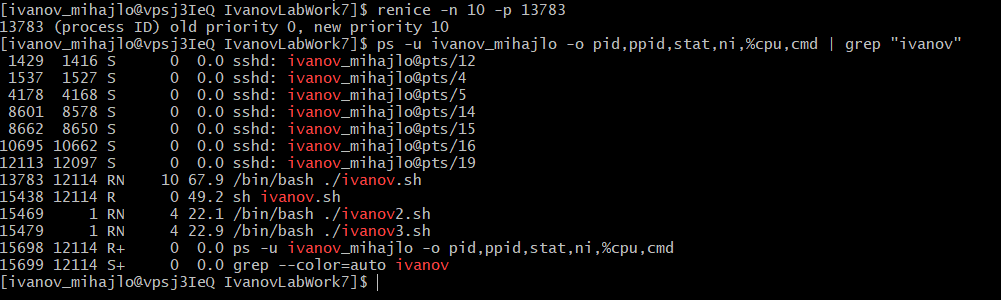 [ivanov_mihajlo@vpsj3IeQ IvanovLabWork7]$ renice -n 10 -p 13783
13783 (process ID) old priority 0, new priority 10
[ivanov_mihajlo@vpsj3IeQ IvanovLabWork7]$ ps -u ivanov_mihajlo -o pid,ppid,stat,ni,%cpu,cmd | grep "ivanov"
 1429  1416 S      0  0.0 sshd: ivanov_mihajlo@pts/12
 1537  1527 S      0  0.0 sshd: ivanov_mihajlo@pts/4
 4178  4168 S      0  0.0 sshd: ivanov_mihajlo@pts/5
 8601  8578 S      0  0.0 sshd: ivanov_mihajlo@pts/14
 8662  8650 S      0  0.0 sshd: ivanov_mihajlo@pts/15
10695 10662 S      0  0.0 sshd: ivanov_mihajlo@pts/16
12113 12097 S      0  0.0 sshd: ivanov_mihajlo@pts/19
13783 12114 RN    10 67.9 /bin/bash ./ivanov.sh
15438 12114 R      0 49.2 sh ivanov.sh
15469     1 RN     4 22.1 /bin/bash ./ivanov2.sh
15479     1 RN     4 22.9 /bin/bash ./ivanov3.sh
15698 12114 R+     0  0.0 ps -u ivanov_mihajlo -o pid,ppid,stat,ni,%cpu,cmd
15699 12114 S+     0  0.0 grep --color=auto ivanov
[ivanov_mihajlo@vpsj3IeQ IvanovLabWork7]$